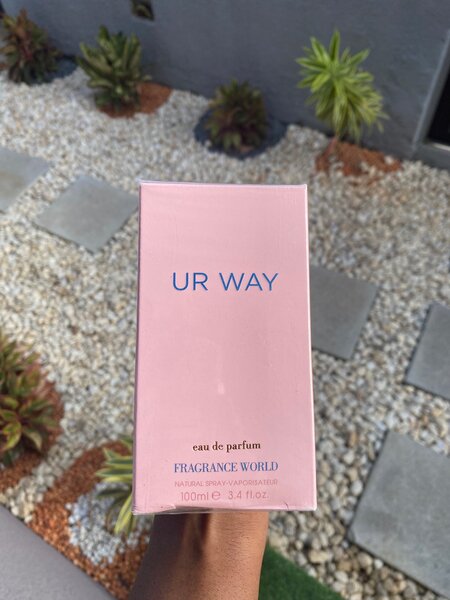 UR WAY
eau de parfum
FRAGRANCE WORLD
NATURAL SPRAY-VAPORISATEUR
100ml ℮ 3.4 fl.oz.